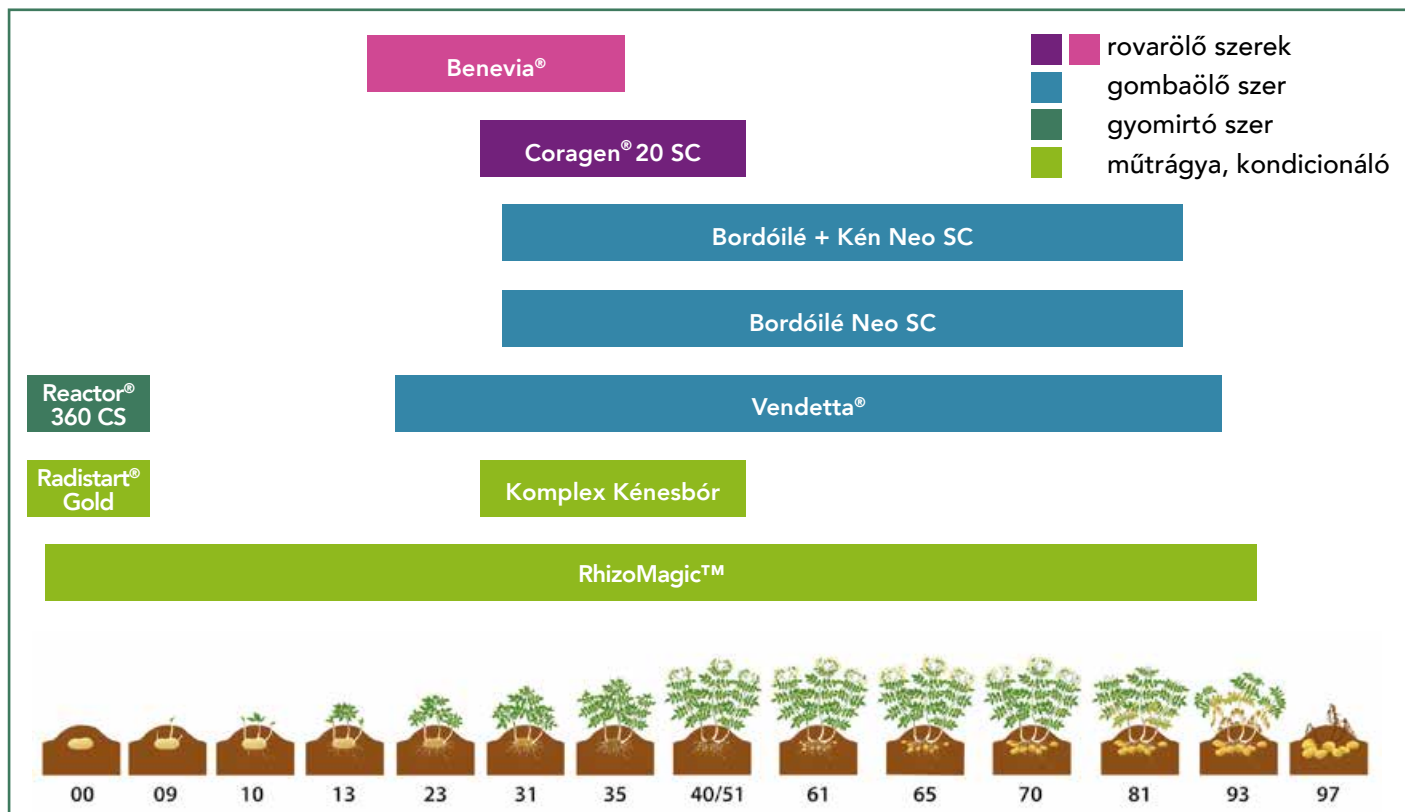 Benevia®
rovarölő szerek
gombaölő szer
gyomirtó szer
műtrágya, kondicionáló
Coragen® 20 SC
Bordóilé + Kén Neo SC
Bordóilé Neo SC
Reactor®
360 CS
Vendetta®
Radistart®
Gold
Komplex Kénesbór
RhizoMagic™
00 09 10 13 23 31 35 40/51 61 65 70 81 93 97